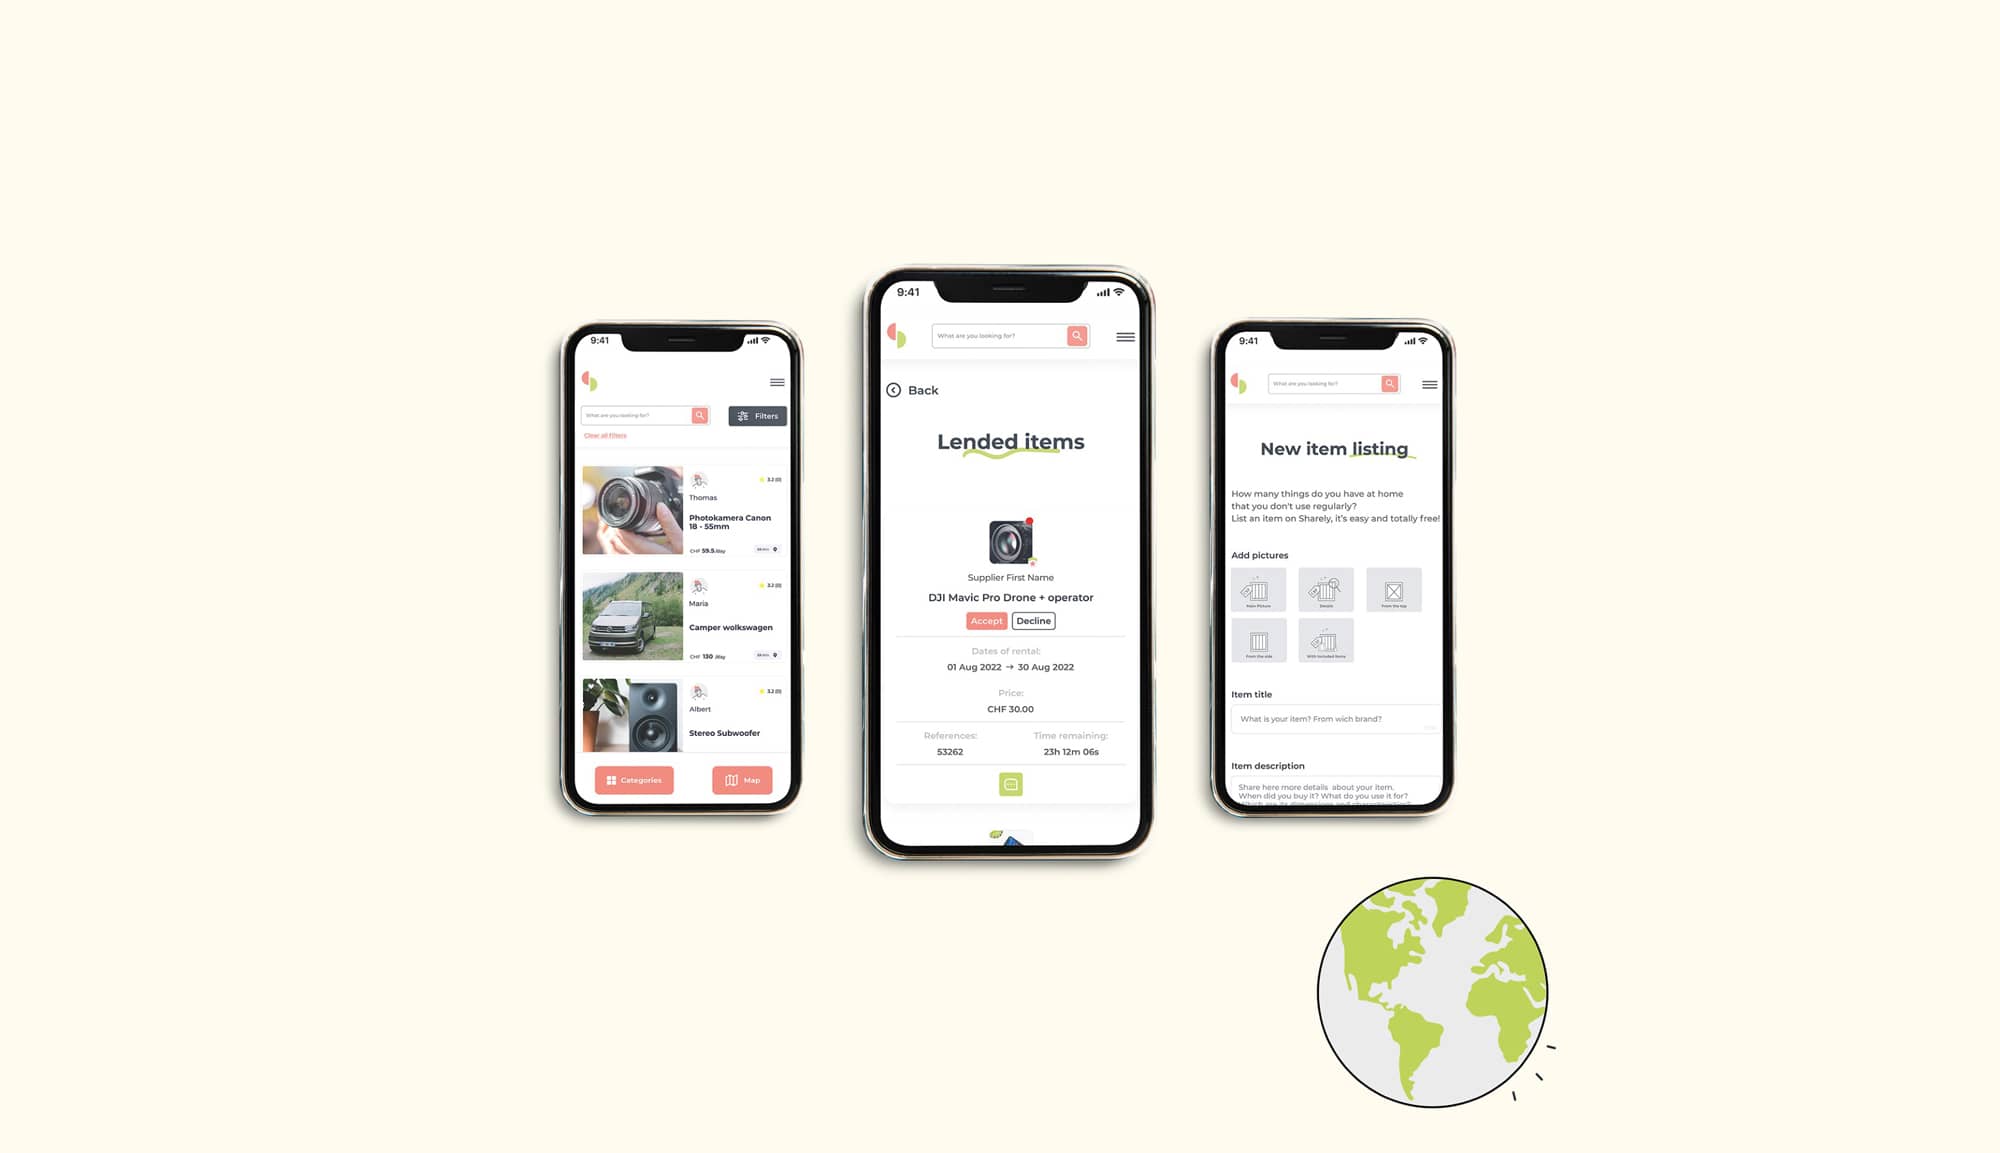 9:41
What are you looking for?
Filters
Clear all filters
3.2 (0)
Thomas
Photokamera Canon
18 - 55mm
CHF 59.5 /day
3.2 (0)
Maria
Camper wolkswagen
CHF 130 /day
3.2 (0)
Albert
Stereo Subwoofer
Categories
Map
9:41
What are you looking for?
Back
Lended items
Supplier First Name
DJI Mavic Pro Drone + operator
Accept
Decline
Dates of rental:
01 Aug 2022 → 30 Aug 2022
Price:
CHF 30.00
References:
Time remaining:
53262
23h 12m 06s
9:41
What are you looking for?
New item listing
How many things do you have at home
that you don't use regularly?
List an item on Sharely, it's easy and totally free!
Add pictures
Main Picture
Details
From the top
From the side
With included items
Item title
What is your item? From wich brand?
Item description
Share here more details about your item.
When did you buy it? What do you use it for?